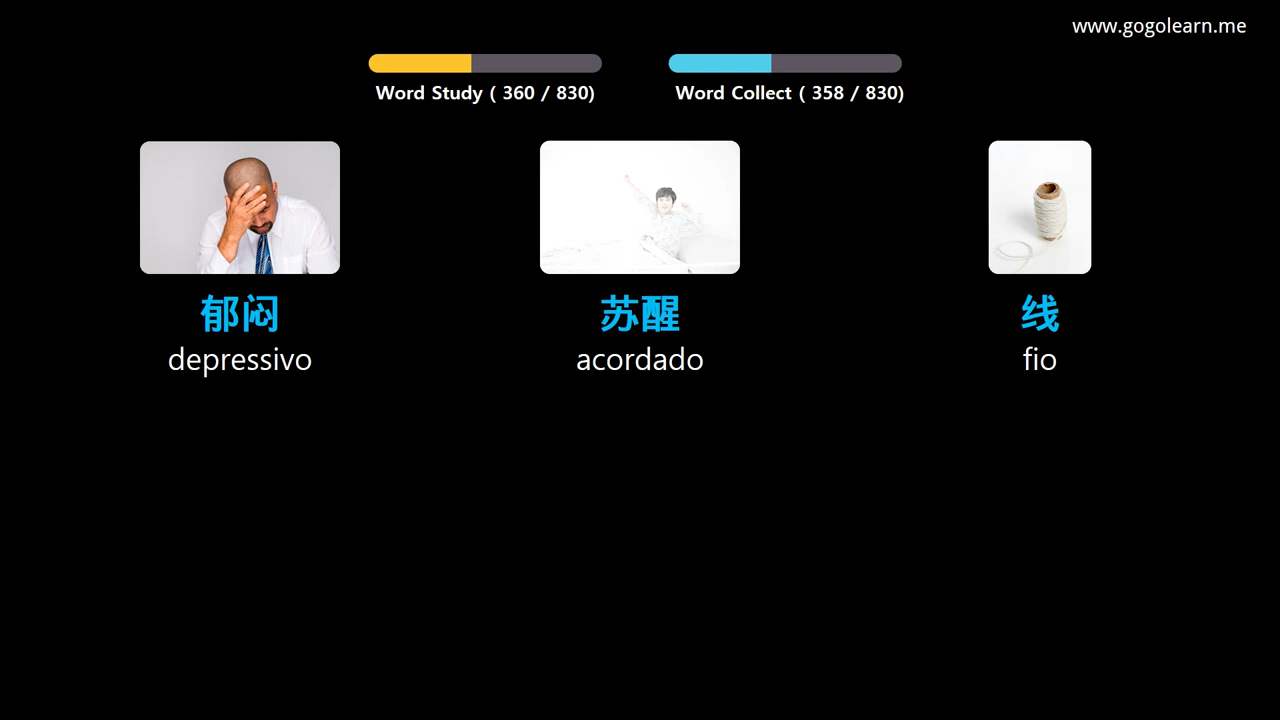 www.gogolearn.me
Word Study ( 360 / 830)
Word Collect ( 358 / 830)
郁闷
depressivo
苏醒
acordado
线
fio